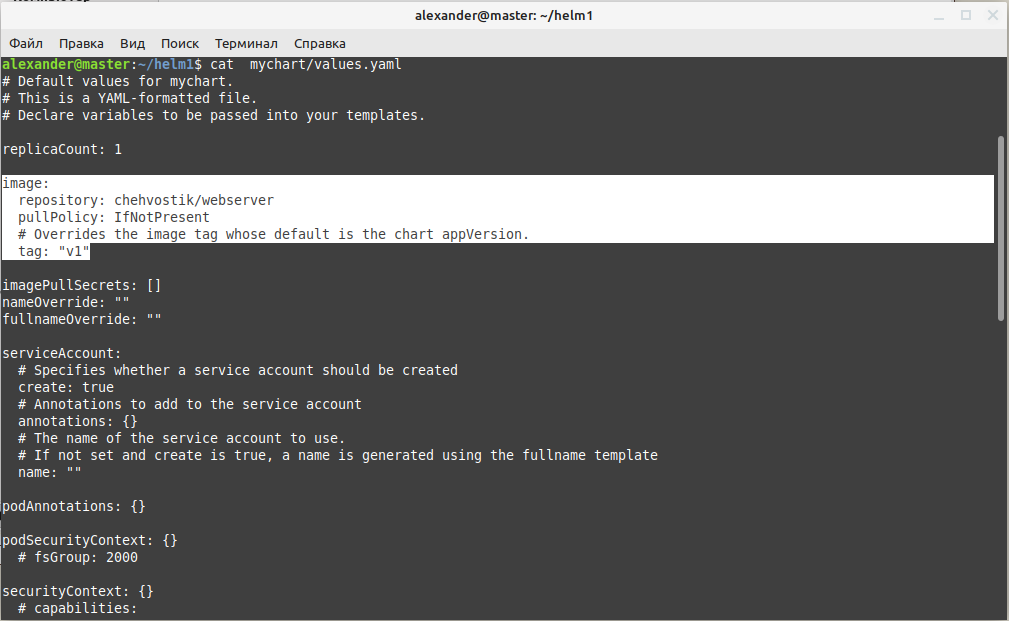 alexander@master: ~/helm1
Файл Правка Вид Поиск Терминал Справка
alexander@master:~/helm1$ cat  mychart/values.yaml
# Default values for mychart.
# This is a YAML-formatted file.
# Declare variables to be passed into your templates.
replicaCount: 1
image:
  repository: chehvostik/webserver
  pullPolicy: IfNotPresent
  # Overrides the image tag whose default is the chart appVersion.
  tag: "v1"
imagePullSecrets: []
nameOverride: ""
fullnameOverride: ""
serviceAccount:
  # Specifies whether a service account should be created
  create: true
  # Annotations to add to the service account
  annotations: {}
  # The name of the service account to use.
  # If not set and create is true, a name is generated using the fullname template
  name: ""
podAnnotations: {}
podSecurityContext: {}
  # fsGroup: 2000
securityContext: {}
  # capabilities: